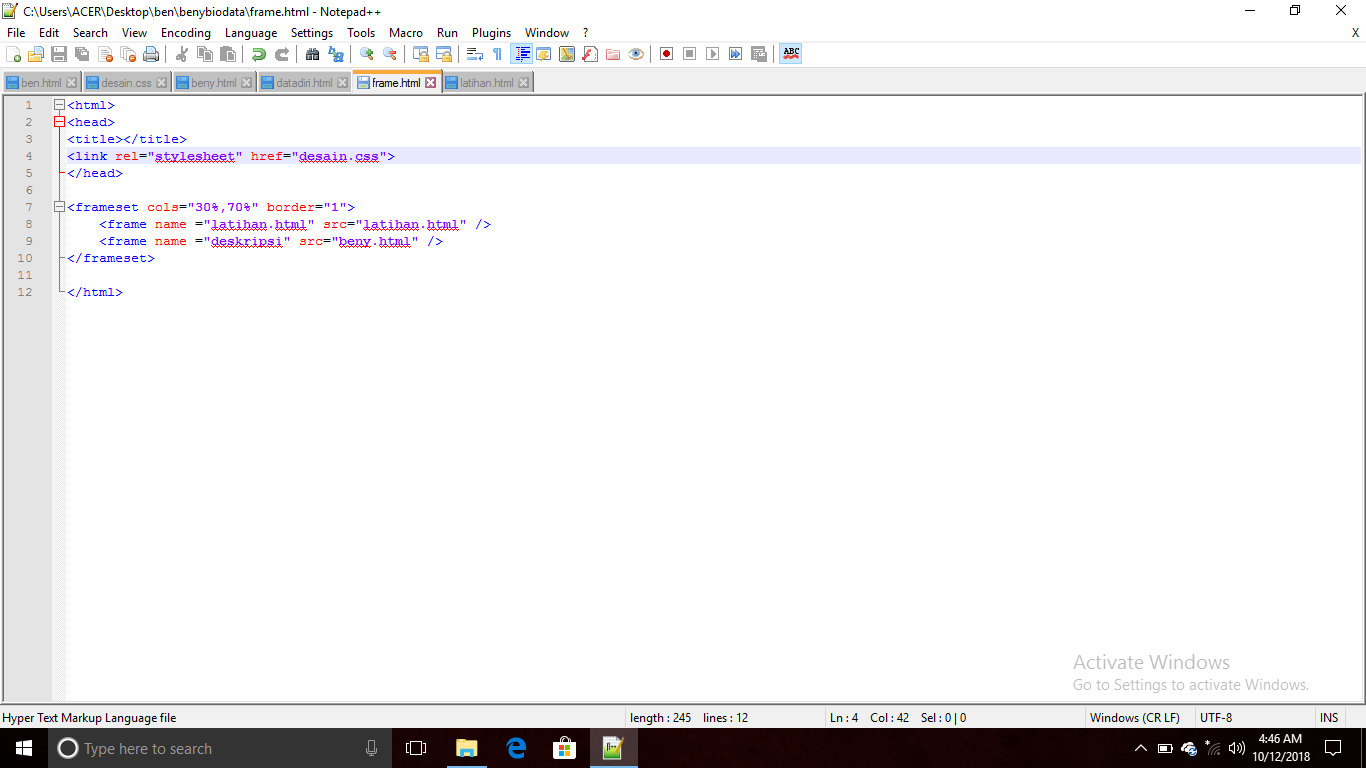 C:\Users\ACER\Desktop\ben\benybiodata\frame.html - Notepad++
File Edit Search View Encoding Language Settings Tools Macro Run Plugins Window ? X
ABC
ben.html desain.css beny.html datadiri.html frame.html latihan.html
1 <html>
2 <head>
3 <title></title>
4 <link rel="stylesheet" href="desain.css">
5 </head>
6
7 <frameset cols="30%,70%" border="1">
8 <frame name ="latihan.html" src="latihan.html" />
9 <frame name ="deskripsi" src="beny.html" />
10 </frameset>
11
12 </html>
Activate Windows
Go to Settings to activate Windows.
Hyper Text Markup Language file length : 245 lines : 12 Ln : 4 Col : 42 Sel : 0 | 0 Windows (CR LF) UTF-8 INS
Type here to search
4:46 AM
10/12/2018